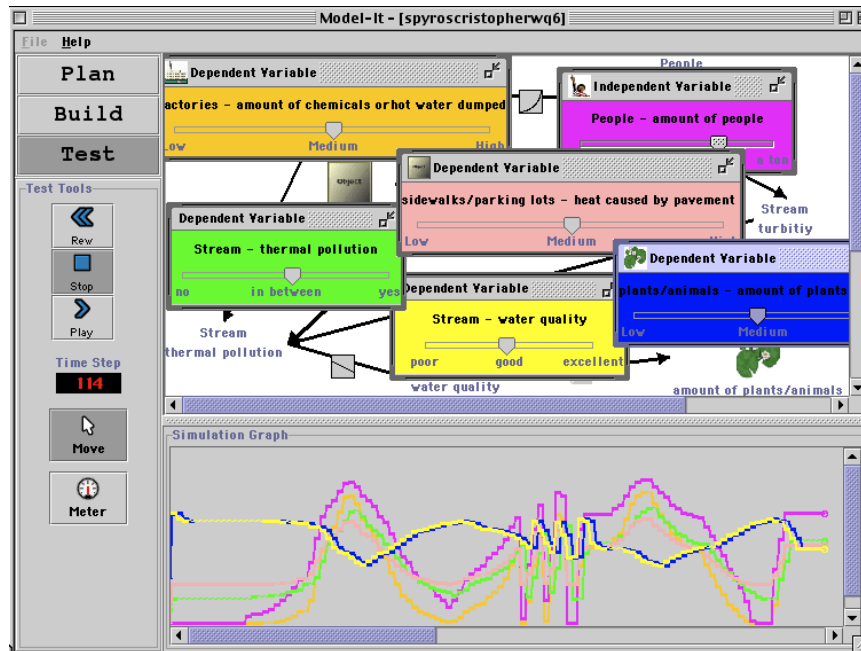 Model-It - [spyroscristopherwq6]
File Help
Plan
Build
Test
Test Tools
Rew
Stop
Play
Time Step
114
Move
Meter
People
Dependent Variable
actories - amount of chemicals orhot water dumped
Low Medium High
Independent Variable
People - amount of people
a ton
Object
Dependent Variable
sidewalks/parking lots - heat caused by pavement
Low Medium
Stream
turbitiy
Dependent Variable
Stream - thermal pollution
no in between yes
Dependent Variable
plants/animals - amount of plants
Low Medium
Dependent Variable
Stream - water quality
poor good excellent
Stream
thermal pollution
water quality
amount of plants/animals
Simulation Graph